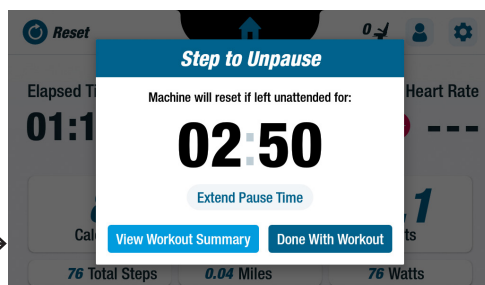 Reset
0
Step to Unpause
Elapsed Ti
Machine will reset if left unattended for:
Heart Rate
01:1
02:50
---
Extend Pause Time
1
Cal
View Workout Summary
Done With Workout
ts
76 Total Steps
0.04 Miles
76 Watts